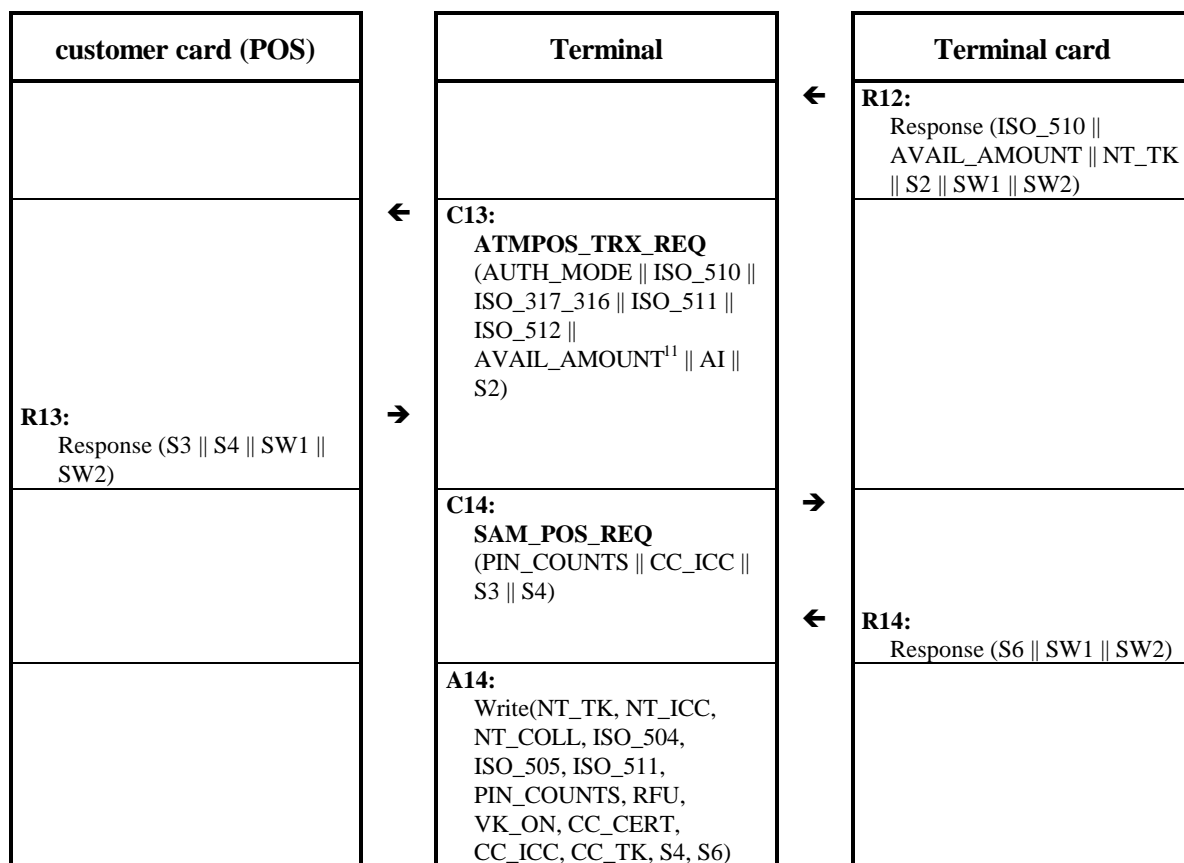 customer card (POS)
Terminal
Terminal card
🡸
R12:
Response (ISO_510 ||
AVAIL_AMOUNT || NT_TK
|| S2 || SW1 || SW2)
🡸
C13:
ATMPOS_TRX_REQ
(AUTH_MODE || ISO_510 ||
ISO_317_316 || ISO_511 ||
ISO_512 ||
AVAIL_AMOUNT¹¹ || AI ||
S2)
R13:
Response (S3 || S4 || SW1 ||
SW2)
🡺
C14:
SAM_POS_REQ
(PIN_COUNTS || CC_ICC ||
S3 || S4)
🡺
🡸
R14:
Response (S6 || SW1 || SW2)
A14:
Write(NT_TK, NT_ICC,
NT_COLL, ISO_504,
ISO_505, ISO_511,
PIN_COUNTS, RFU,
VK_ON, CC_CERT,
CC_ICC, CC_TK, S4, S6)